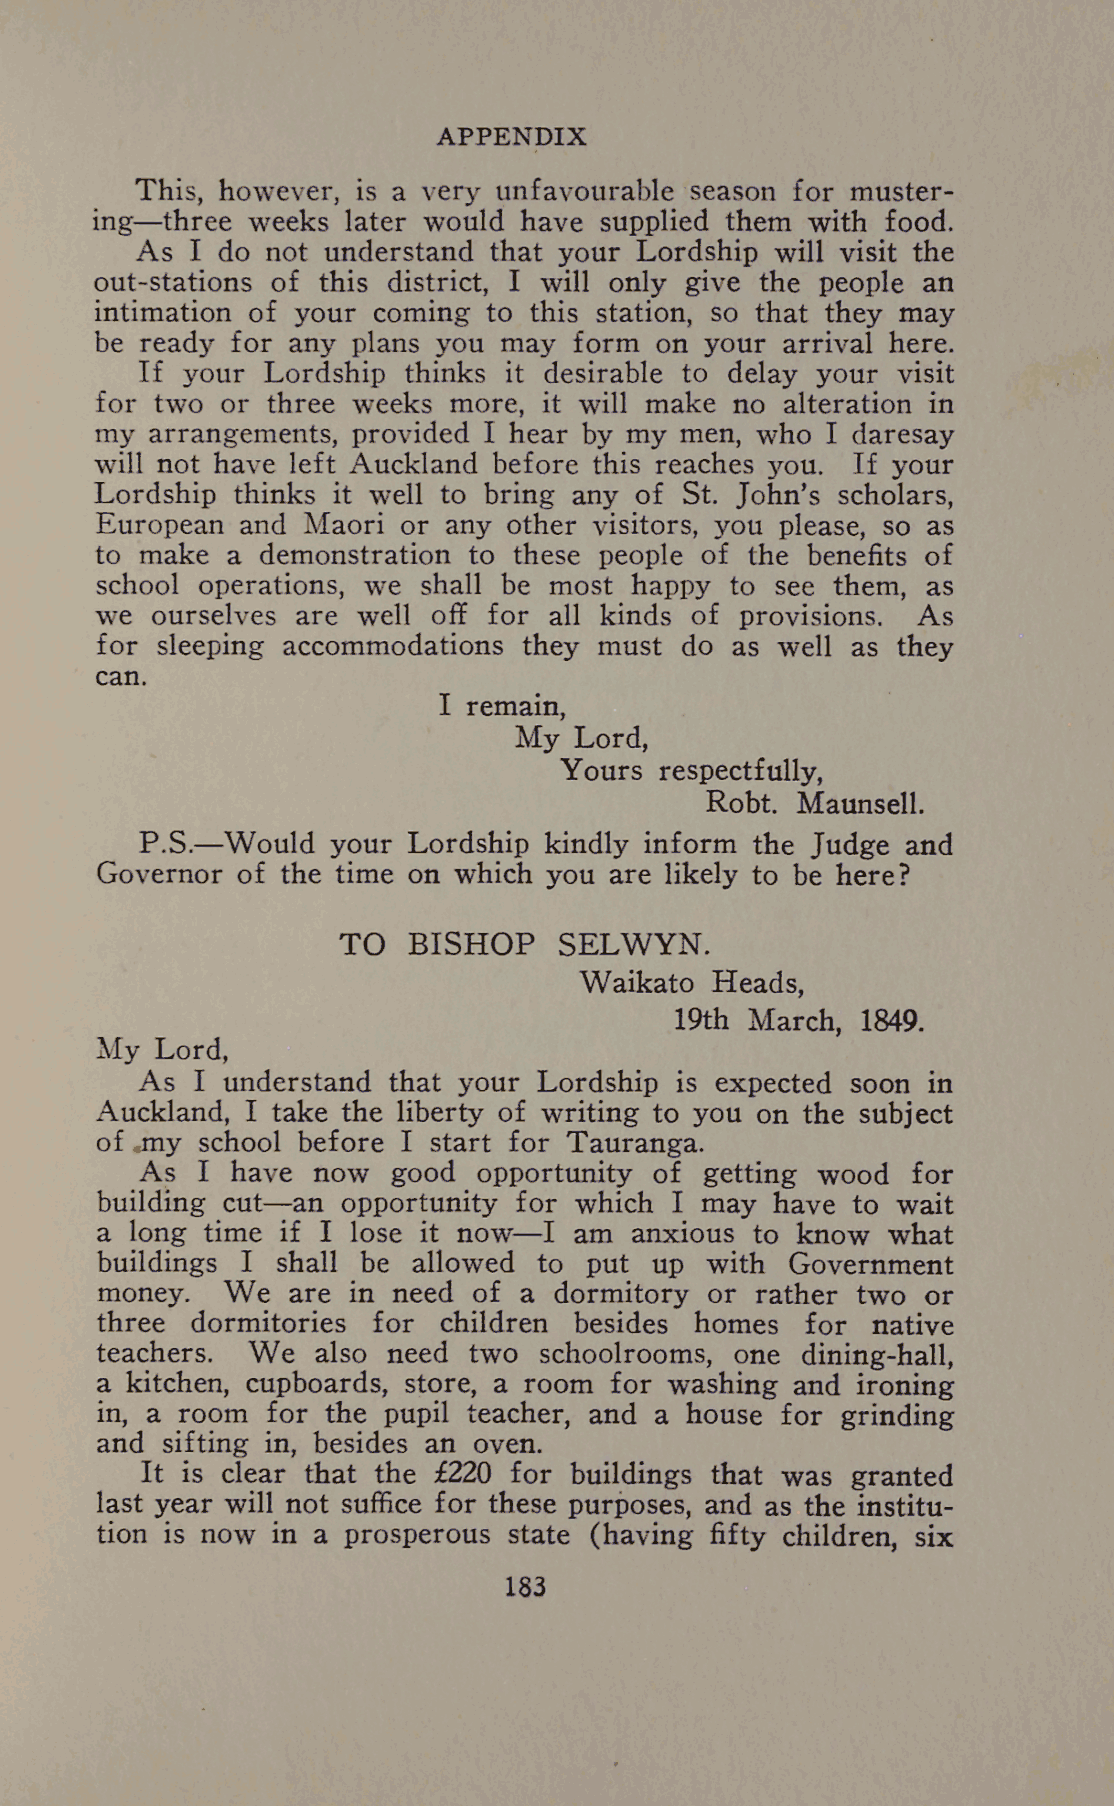 APPENDIX
This, however, is a very unfavourable season for muster-
ing—three weeks later would have supplied them with food.
As I do not understand that your Lordship will visit the
out-stations of this district, I will only give the people an
intimation of your coming to this station, so that they may
be ready for any plans you may form on your arrival here.
If your Lordship thinks it desirable to delay your visit
for two or three weeks more, it will make no alteration in
my arrangements, provided I hear by my men, who I daresay
will not have left Auckland before this reaches you. If your
Lordship thinks it well to bring any of St. John's scholars,
European and Maori or any other visitors, you please, so as
to make a demonstration to these people of the benefits of
school operations, we shall be most happy to see them, as
we ourselves are well off for all kinds of provisions. As
for sleeping accommodations they must do as well as they
can.
I remain,
My Lord,
Yours respectfully,
Robt. Maunsell.
P.S.—Would your Lordship kindly inform the Judge and
Governor of the time on which you are likely to be here?
TO BISHOP SELWYN.
Waikato Heads,
19th March, 1849.
My Lord,
As I understand that your Lordship is expected soon in
Auckland, I take the liberty of writing to you on the subject
of my school before I start for Tauranga.
As I have now good opportunity of getting wood for
building cut—an opportunity for which I may have to wait
a long time if I lose it now—I am anxious to know what
buildings I shall be allowed to put up with Government
money. We are in need of a dormitory or rather two or
three dormitories for children besides homes for native
teachers. We also need two schoolrooms, one dining-hall,
a kitchen, cupboards, store, a room for washing and ironing
in, a room for the pupil teacher, and a house for grinding
and sifting in, besides an oven.
It is clear that the £220 for buildings that was granted
last year will not suffice for these purposes, and as the institu-
tion is now in a prosperous state (having fifty children, six
183